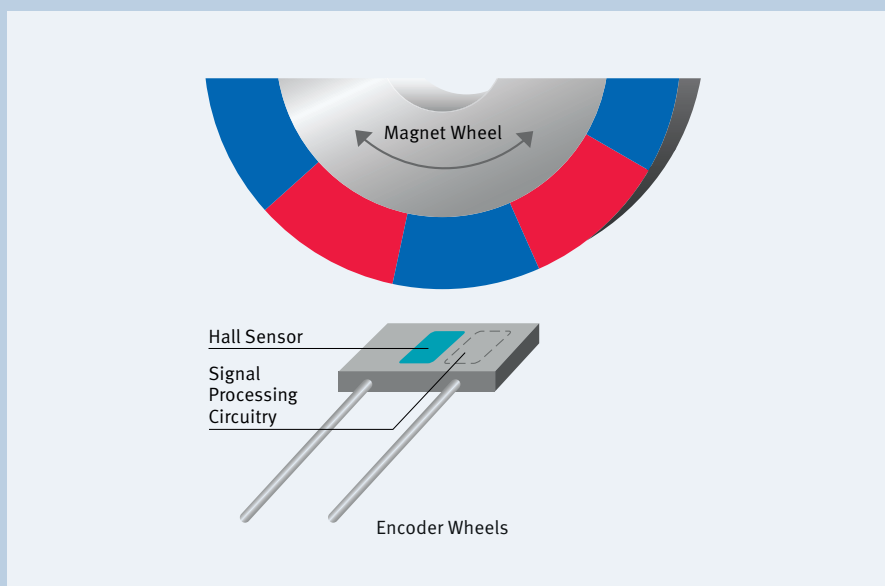 Magnet Wheel
Hall Sensor
Signal
Processing
Circuitry
Encoder Wheels